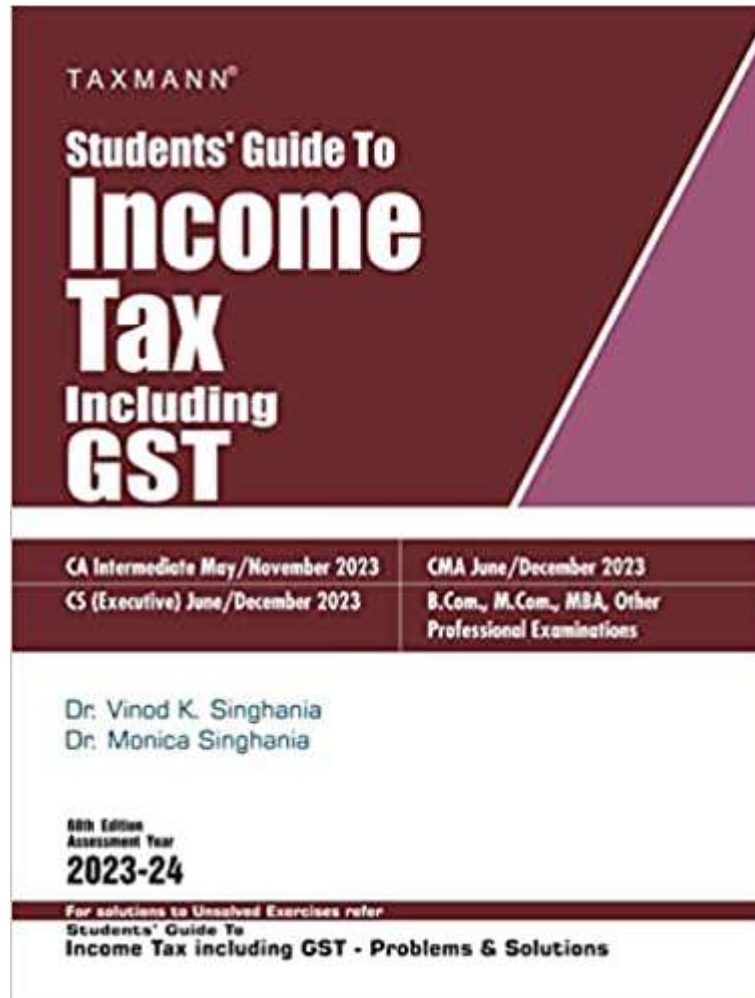 TAXMANN®
Students' Guide To
Income
Tax
Including
GST
CA Intermediate May/November 2023
CMA June/December 2023
CS (Executive) June/December 2023
B.Com., M.Com., MBA, Other
Professional Examinations
Dr. Vinod K. Singhania
Dr. Monica Singhania
Edition
Assessment Year
2023-24
For solutions to Unsolved Exercises refer
Students' Guide To
Income Tax including GST - Problems & Solutions